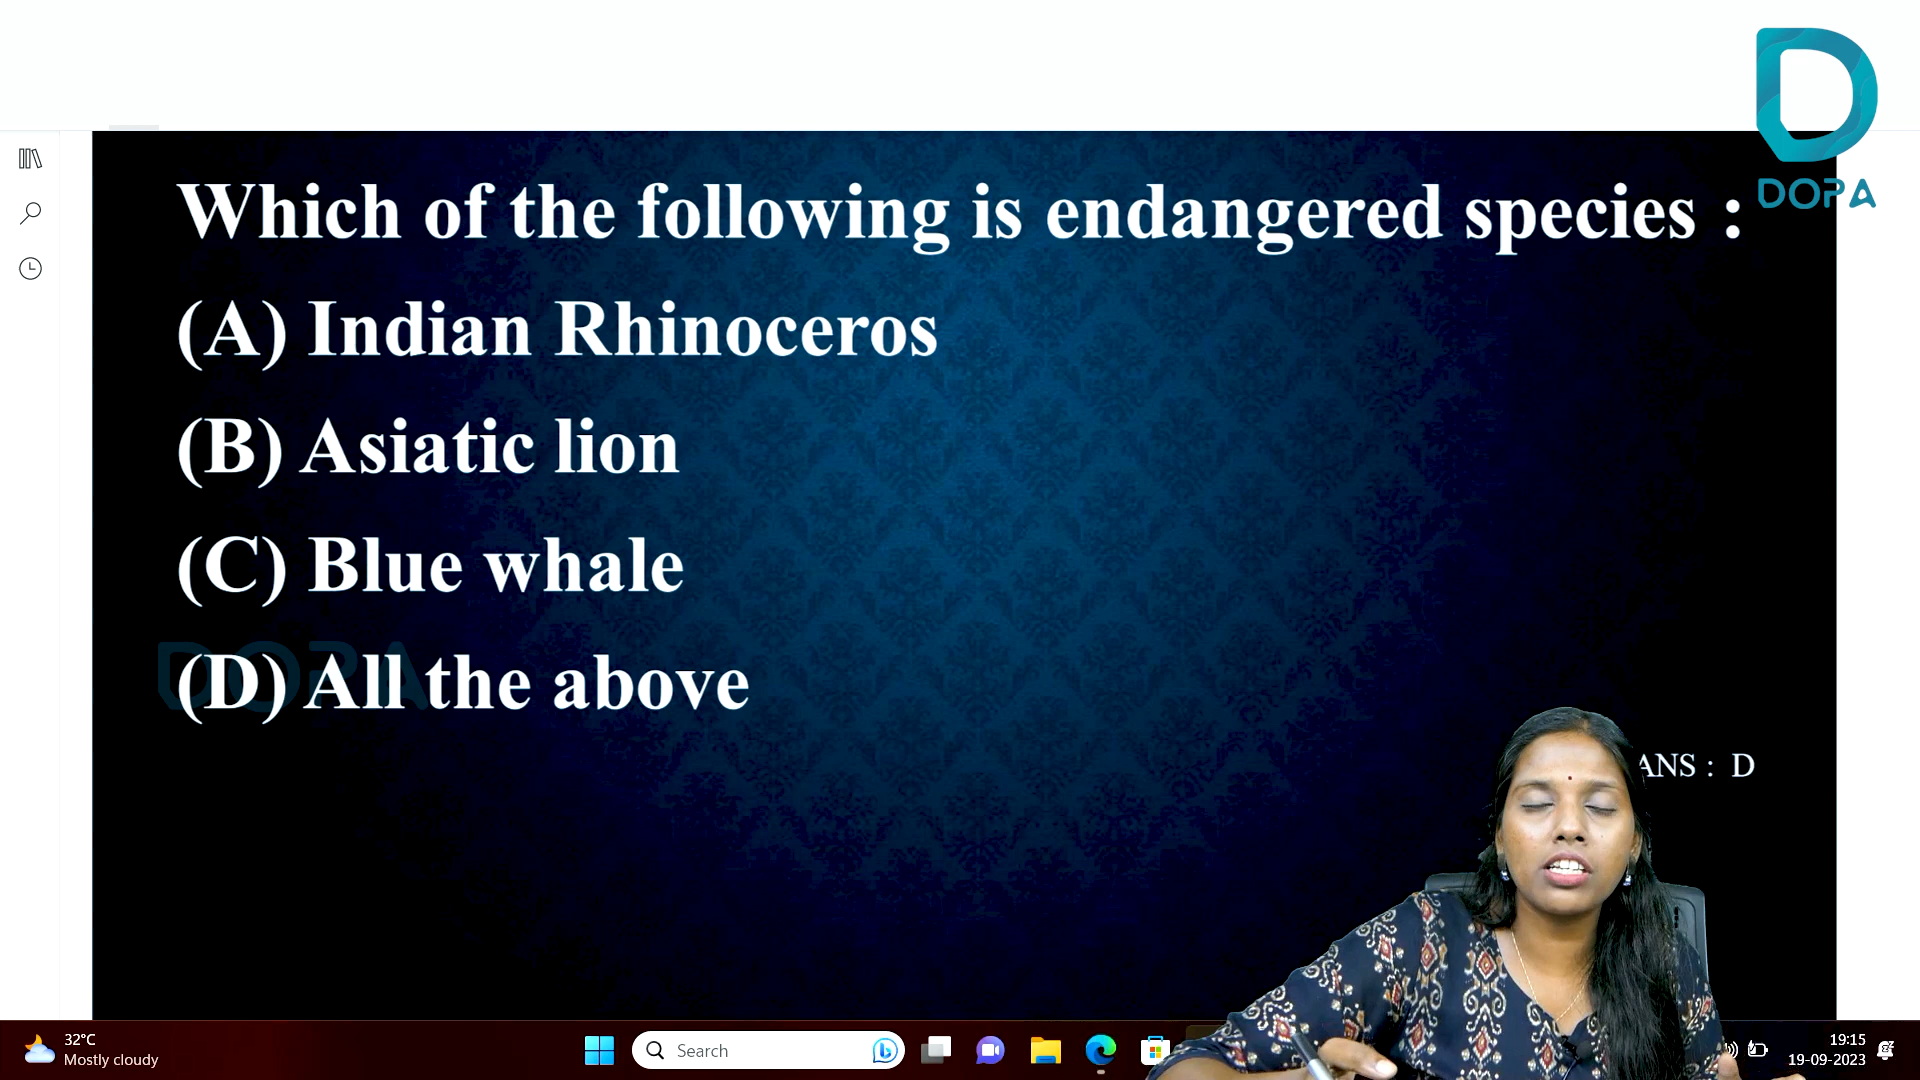 DOPA
Which of the following is endangered species :
(A) Indian Rhinoceros
(B) Asiatic lion
(C) Blue whale
DOPA
(D) All the above
ANS : D
32°C
Mostly cloudy
Search
19:15
19-09-2023